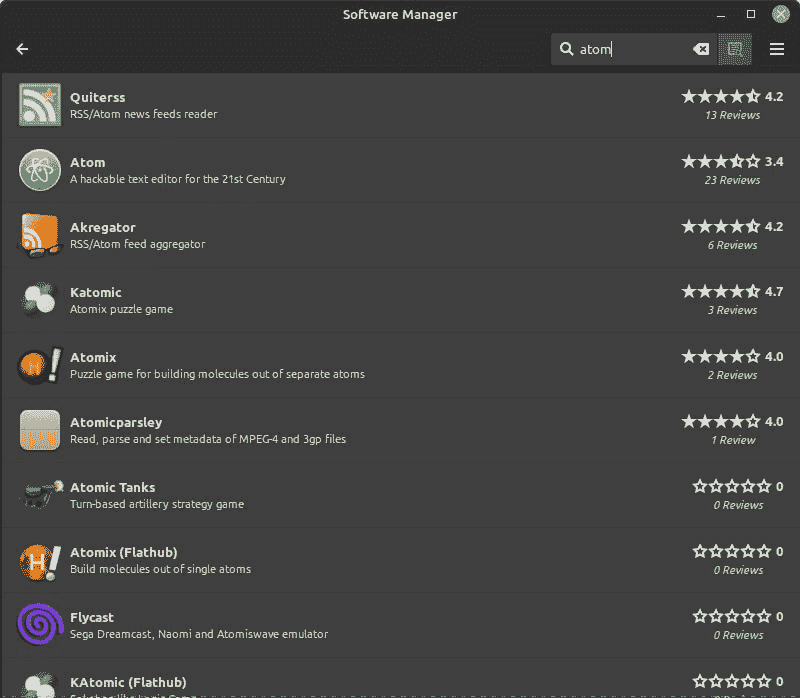 Software Manager
atom
Quiterss
4.2
RSS/Atom news feeds reader
13 Reviews
Atom
3.4
A hackable text editor for the 21st Century
23 Reviews
Akregator
4.2
RSS/Atom feed aggregator
6 Reviews
Katomic
4.7
Atomix puzzle game
3 Reviews
Atomix
4.0
Puzzle game for building molecules out of separate atoms
2 Reviews
Atomicparsley
4.0
Read, parse and set metadata of MPEG-4 and 3gp files
1 Review
Atomic Tanks
0
Turn-based artillery strategy game
0 Reviews
Atomix (Flathub)
0
Build molecules out of single atoms
0 Reviews
Flycast
0
Sega Dreamcast, Naomi and Atomiswave emulator
0 Reviews
KAtomic (Flathub)
0